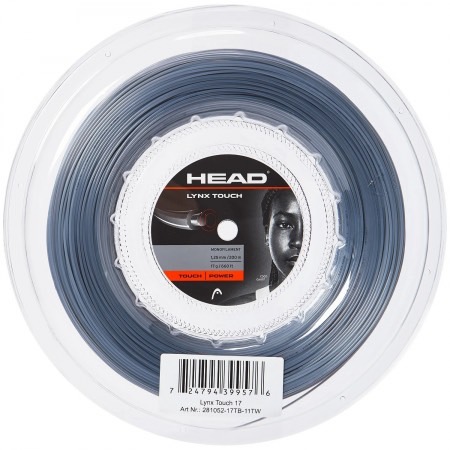 HEAD
LYNX TOUCH
MONOFILAMENT
1.25 mm / 200 m
17 g / 660 ft
TOUCH POWER
7 24794 39957 6
Lynx Touch 17
Art Nr.: 281052-17TB-11TW